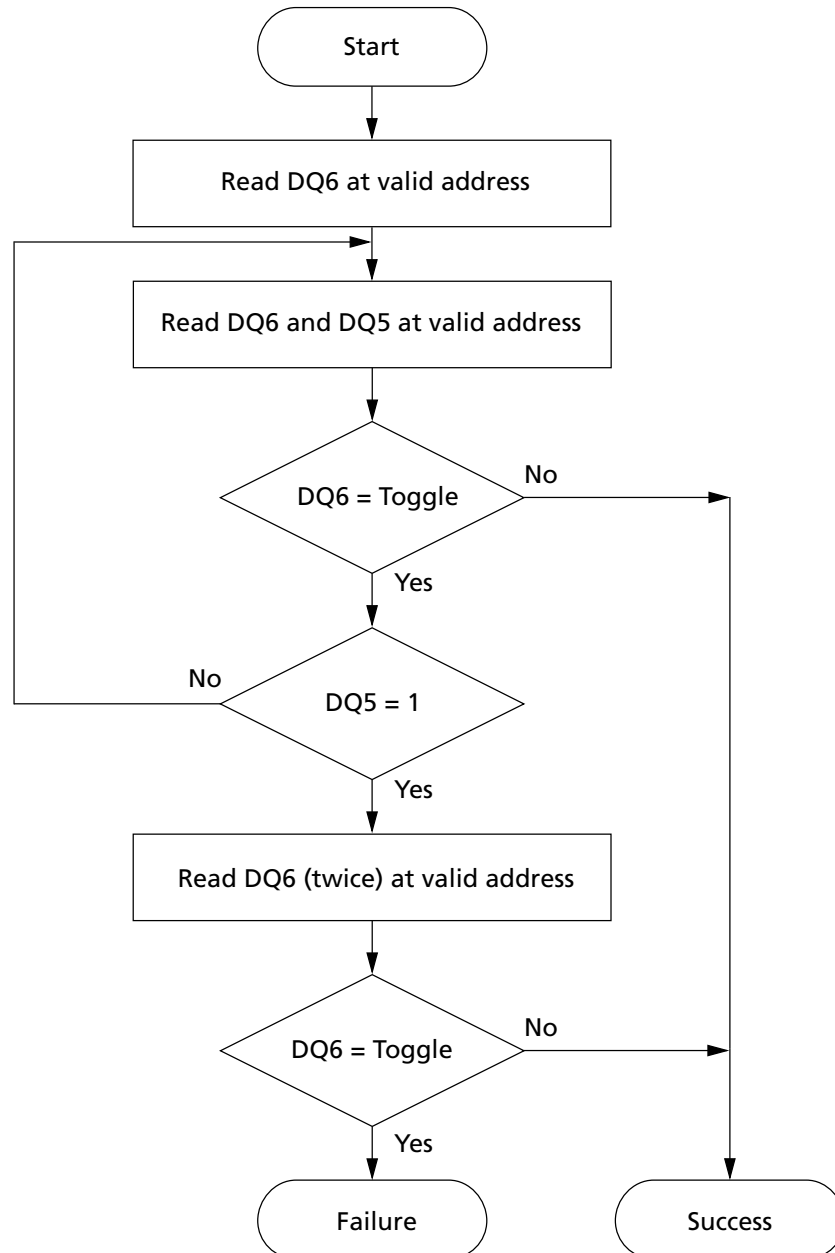 Start
Read DQ6 at valid address
Read DQ6 and DQ5 at valid address
DQ6 = Toggle
No
Yes
No
DQ5 = 1
Yes
Read DQ6 (twice) at valid address
DQ6 = Toggle
No
Yes
Failure
Success